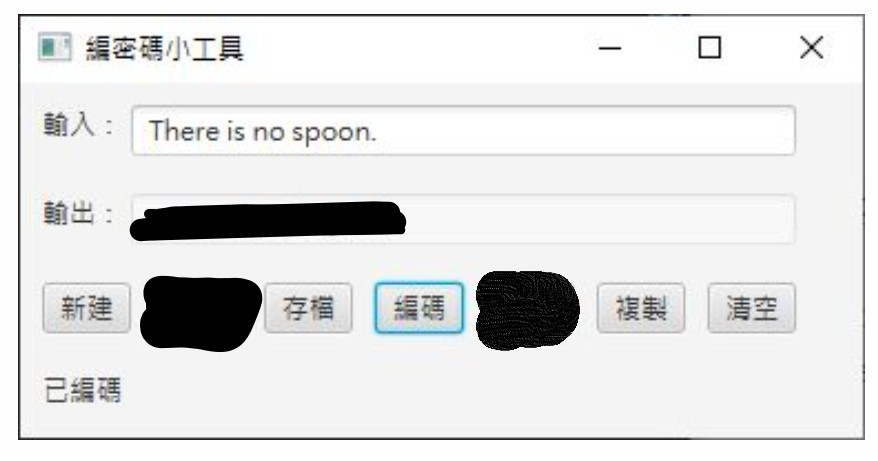 編密碼小工具
輸入： There is no spoon.
輸出：
新建 存檔 編碼 複製 清空
已編碼